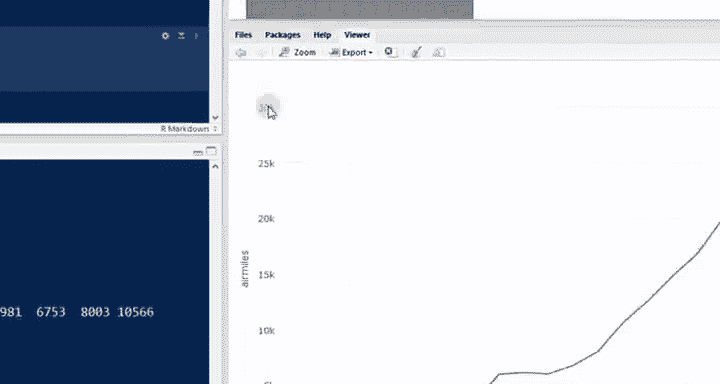 Files Packages Help Viewer
Zoom Export
R Markdown
25k
20k
15k
10k
airmiles
981 6753 8003 10566